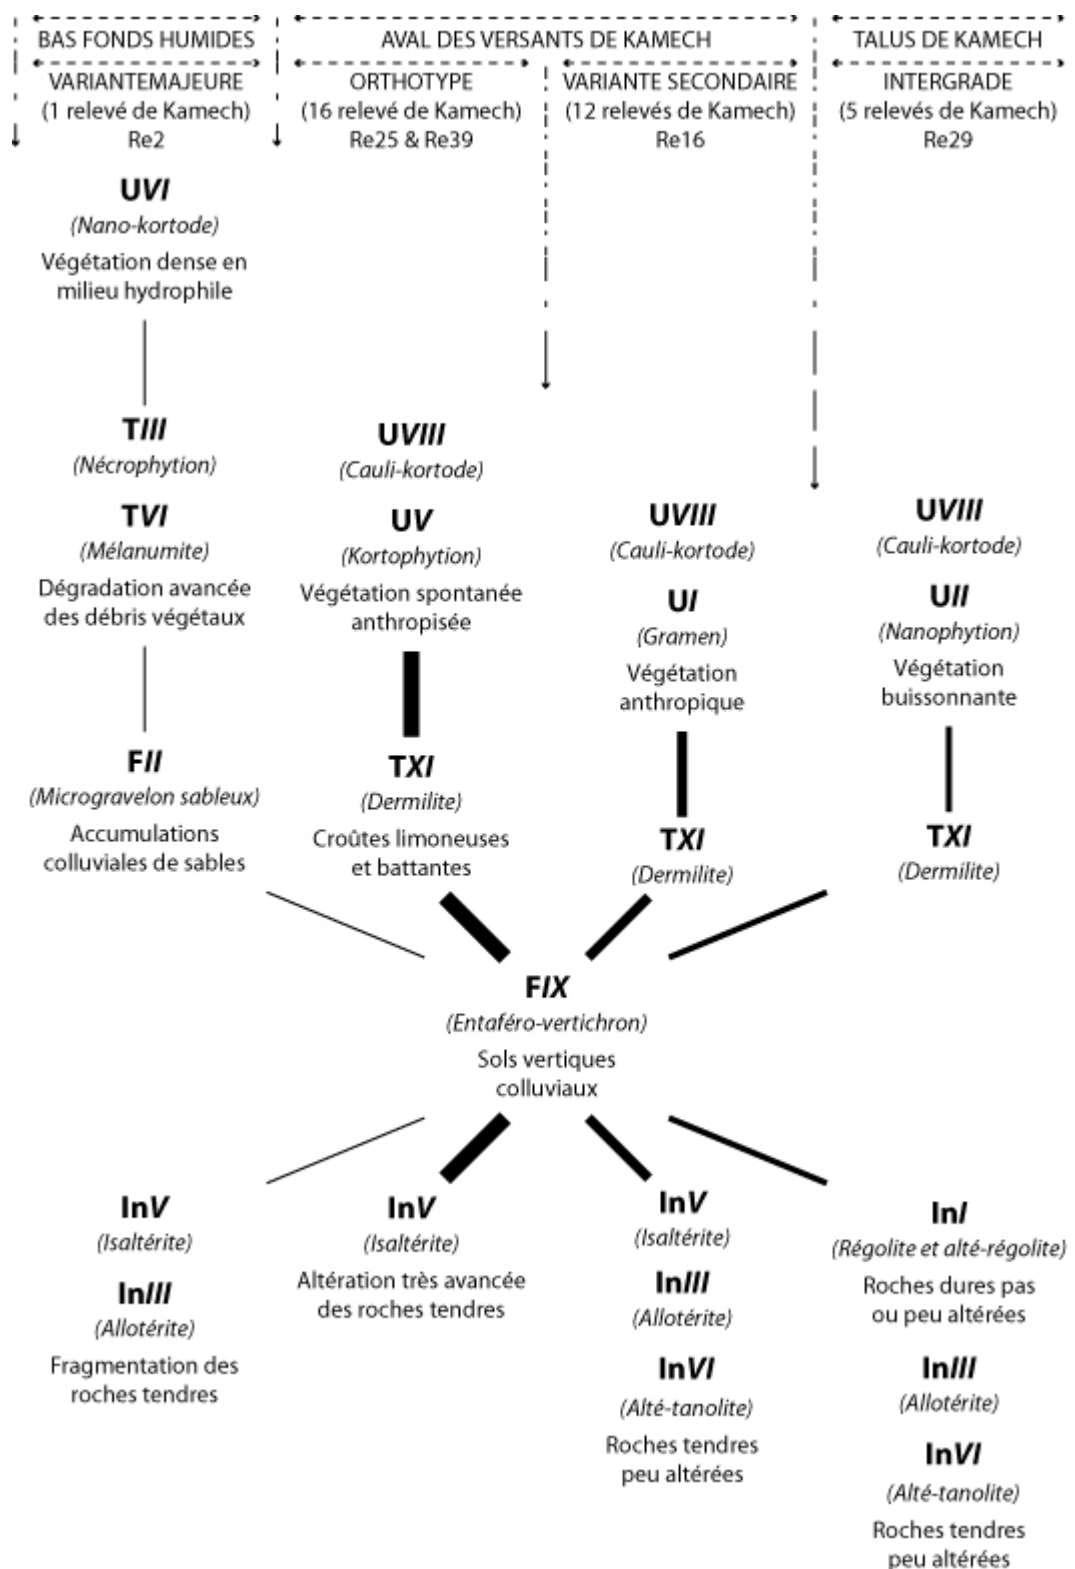 BAS FONDS HUMIDES
VARIANTEMAJEURE
(1 relevé de Kamech)
Re2
AVAL DES VERSANTS DE KAMECH
ORTHOTYPE
(16 relevé de Kamech)
Re25 & Re39
VARIANTE SECONDAIRE
(12 relevés de Kamech)
Re16
TALUS DE KAMECH
INTERGRADE
(5 relevés de Kamech)
Re29
UVI
(Nano-kortode)
Végétation dense en
milieu hydrophile
TIII
(Nécrophytion)
TVI
(Mélanumite)
Dégradation avancée
des débris végétaux
FII
(Microgravelon sableux)
Accumulations
colluviales de sables
UVIII
(Cauli-kortode)
UV
(Kortophytion)
Végétation spontanée
anthropisée
TXI
(Dermilite)
Croûtes limoneuses
et battantes
UVIII
(Cauli-kortode)
UI
(Gramen)
Végétation
anthropique
TXI
(Dermilite)
UVIII
(Cauli-kortode)
UII
(Nanophytion)
Végétation
buissonnante
TXI
(Dermilite)
FIX
(Entaféro-vertichron)
Sols vertiques
colluviaux
InV
(Isaltérite)
InIII
(Allotérite)
Fragmentation des
roches tendres
InV
(Isaltérite)
Altération très avancée
des roches tendres
InV
(Isaltérite)
InIII
(Allotérite)
InVI
(Alté-tanolite)
Roches tendres
peu altérées
InI
(Régolite et alté-régolite)
Roches dures pas
ou peu altérées
InIII
(Allotérite)
InVI
(Alté-tanolite)
Roches tendres
peu altérées